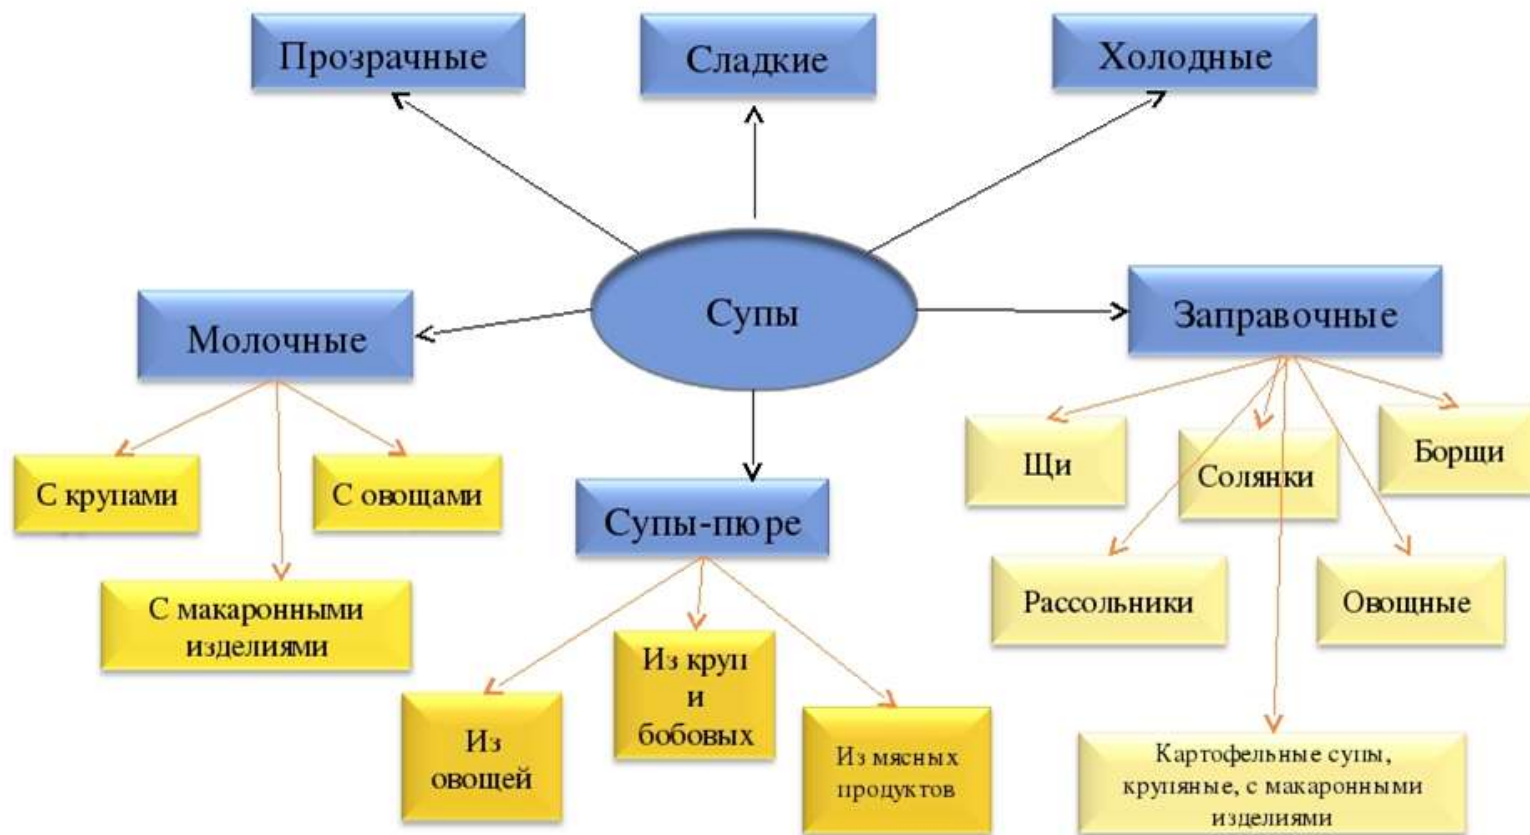 Прозрачные
Сладкие
Холодные
Супы
Молочные
Заправочные
С крупами
С овощами
С макаронными
изделиями
Супы-пюре
Из
овощей
Из круп
и
бобовых
Из мясных
продуктов
Щи
Солянки
Борщи
Рассольники
Овощные
Картофельные супы,
крупяные, с макаронными
изделиями